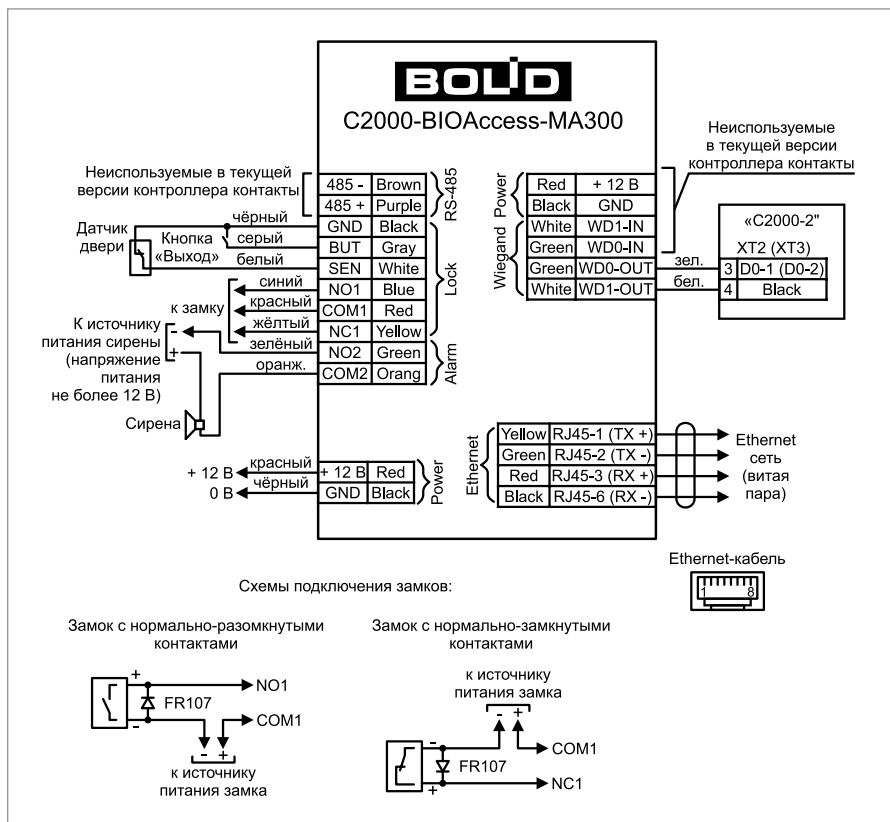 BOLID
С2000-BIOAccess-MA300
Неиспользуемые в текущей
версии контроллера контакты
485 - Brown
485 + Purple
RS-485
чёрный
GND Black
Датчик
двери
Кнопка
«Выход»
серый
BUT Gray
белый
SEN White
синий
NO1 Blue
к замку
красный
COM1 Red
жёлтый
NC1 Yellow
Lock
К источнику
питания сирены
(напряжение
питания
не более 12 В)
-
+
зелёный
NO2 Green
оранж.
COM2 Orang
Alarm
Сирена
+ 12 В
красный
+ 12 В Red
0 В
чёрный
GND Black
Power
Неиспользуемые
в текущей версии
контроллера контакты
Power
Red + 12 В
Black GND
Wiegand
White WD1-IN
Green WD0-IN
Green WD0-OUT
White WD1-OUT
зел.
бел.
«С2000-2"
XT2 (XT3)
3 D0-1 (D0-2)
4 Black
Ethernet
Yellow RJ45-1 (TX +)
Green RJ45-2 (TX -)
Red RJ45-3 (RX +)
Black RJ45-6 (RX -)
Ethernet
сеть
(витая
пара)
Ethernet-кабель
1 8
Схемы подключения замков:
Замок с нормально-разомкнутыми
контактами
+
NO1
FR107
COM1
-
- +
к источнику
питания замка
Замок с нормально-замкнутыми
контактами
к источнику
питания замка
- +
-
COM1
FR107
+
NC1